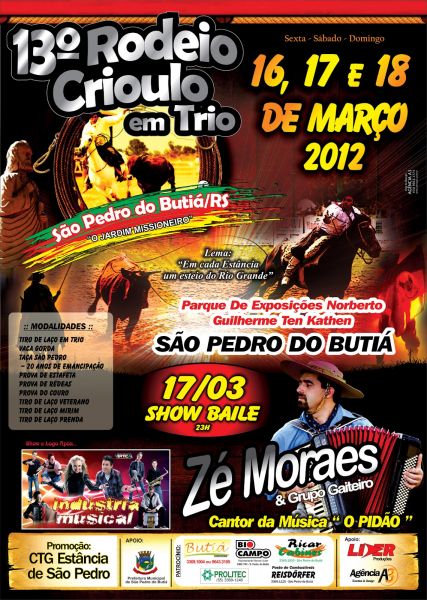 13º Rodeio
Crioulo
em Trio
Sexta - Sábado - Domingo
16, 17 e 18
DE MARÇO
2012
São Pedro do Butiá/RS
"O JARDIM MISSIONEIRO"
Lema:
"Em cada Estância
um esteio do Rio Grande"
Parque De Exposições Norberto
Guilherme Ten Kathen
SÃO PEDRO DO BUTIÁ
:: MODALIDADES ::
TIRO DE LAÇO EM TRIO
VACA GORDA
TAÇA SÃO PEDRO
- 20 ANOS DE EMANCIPAÇÃO
PROVA DE ESTAFETA
PROVA DE RÉDEAS
PROVA DO COURO
TIRO DE LAÇO VETERANO
TIRO DE LAÇO MIRIM
TIRO DE LAÇO PRENDA
17/03
SHOW BAILE
23H
Zé Moraes
& Grupo Gaiteiro
Cantor da Música " O PIDÃO "
industria
musical
Promoção:
CTG Estância
de São Pedro
APOIO:
Prefeitura Municipal
de São Pedro do Butiá
PATROCÍNIO:
Butiá
BIO
CAMPO
Ricar
Cabines
PROLITEC
Posto de Combustíveis
REISDÖRFER
Apoio:
LIDER
Produções
Agência